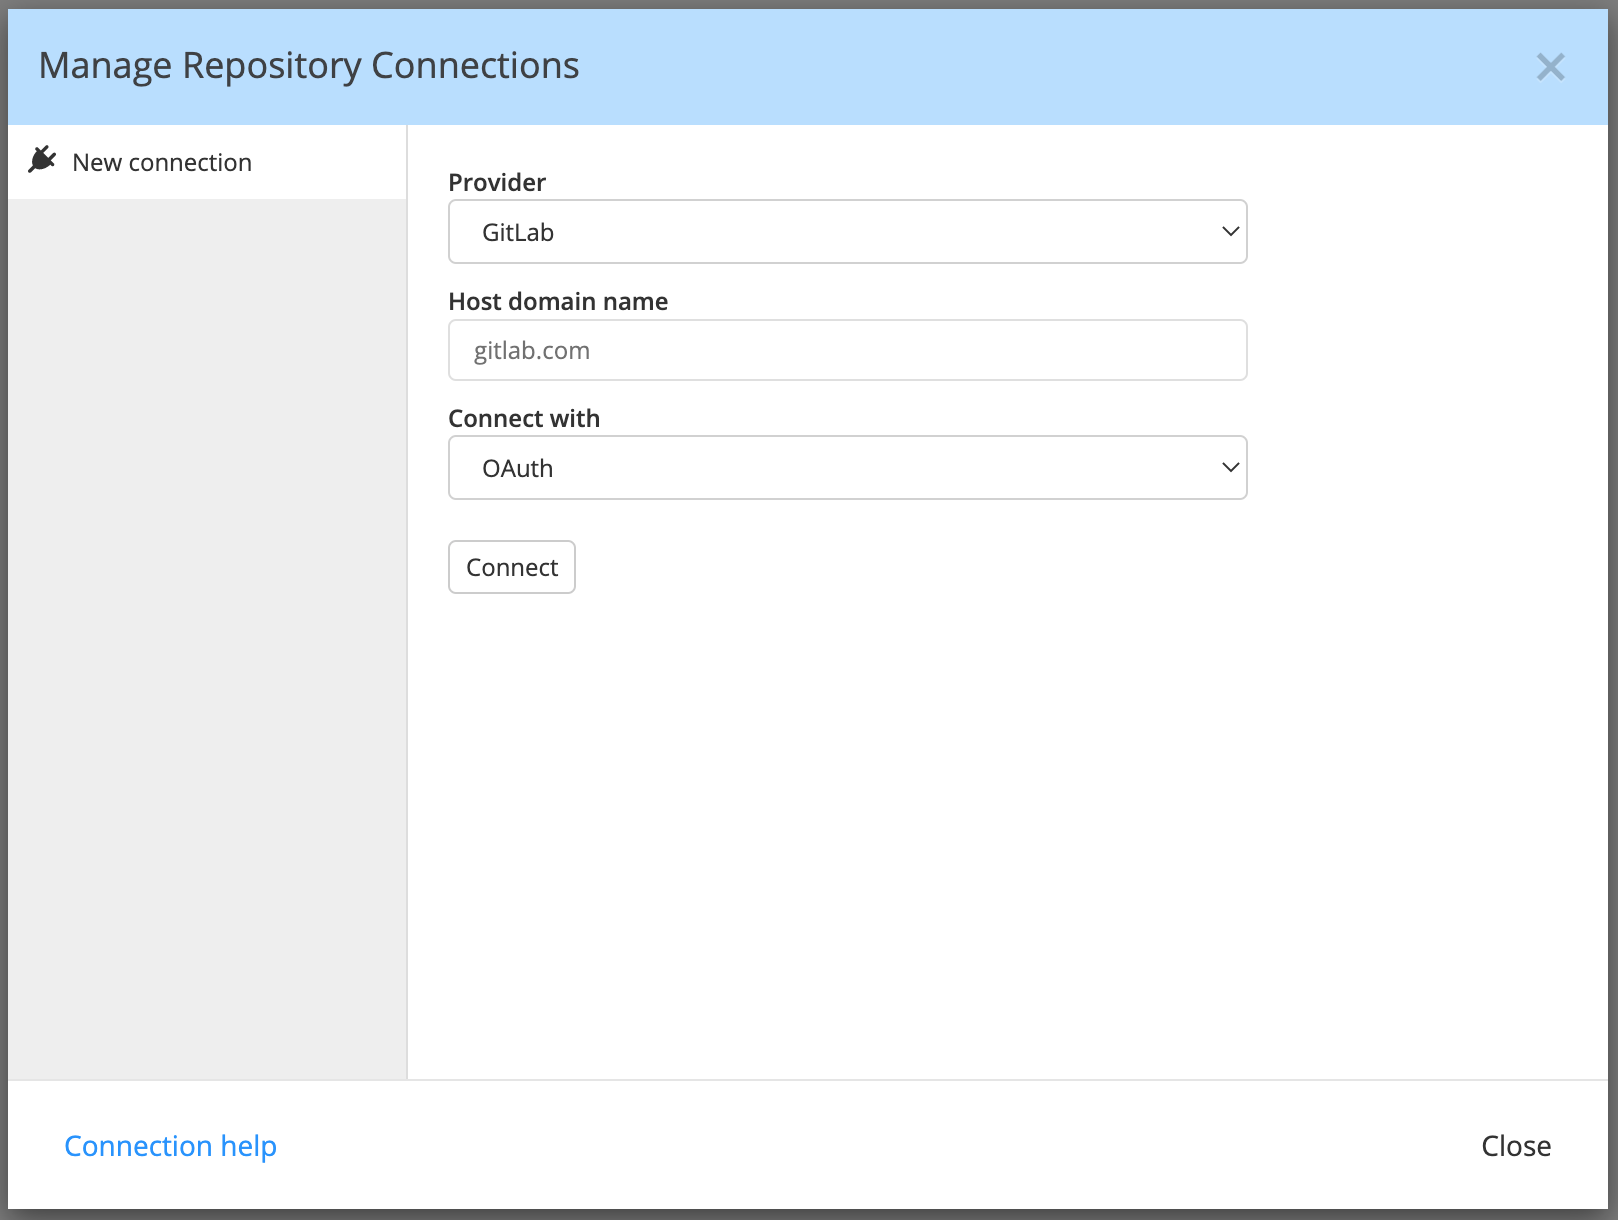 Manage Repository Connections
New connection
Provider
GitLab
Host domain name
gitlab.com
Connect with
OAuth
Connect
Connection help
Close